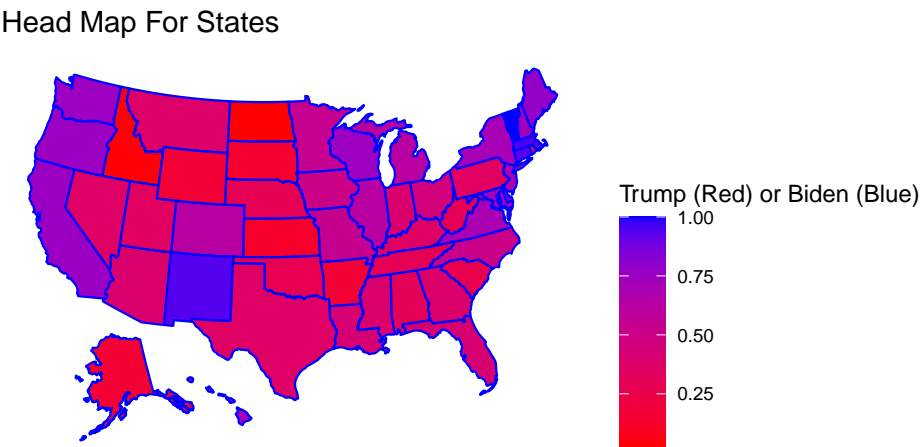 Head Map For States
Trump (Red) or Biden (Blue)
1.00
0.75
0.50
0.25